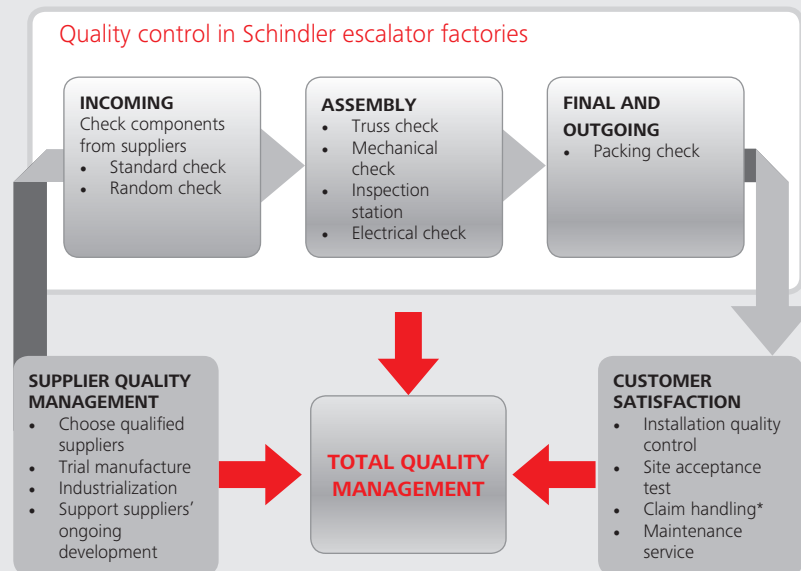 Quality control in Schindler escalator factories
INCOMING
Check components
from suppliers
• Standard check
• Random check
ASSEMBLY
• Truss check
• Mechanical
check
• Inspection
station
• Electrical check
FINAL AND
OUTGOING
• Packing check
SUPPLIER QUALITY
MANAGEMENT
• Choose qualified
suppliers
• Trial manufacture
• Industrialization
• Support suppliers’
ongoing
development
TOTAL QUALITY
MANAGEMENT
CUSTOMER
SATISFACTION
• Installation quality
control
• Site acceptance
test
• Claim handling*
• Maintenance
service